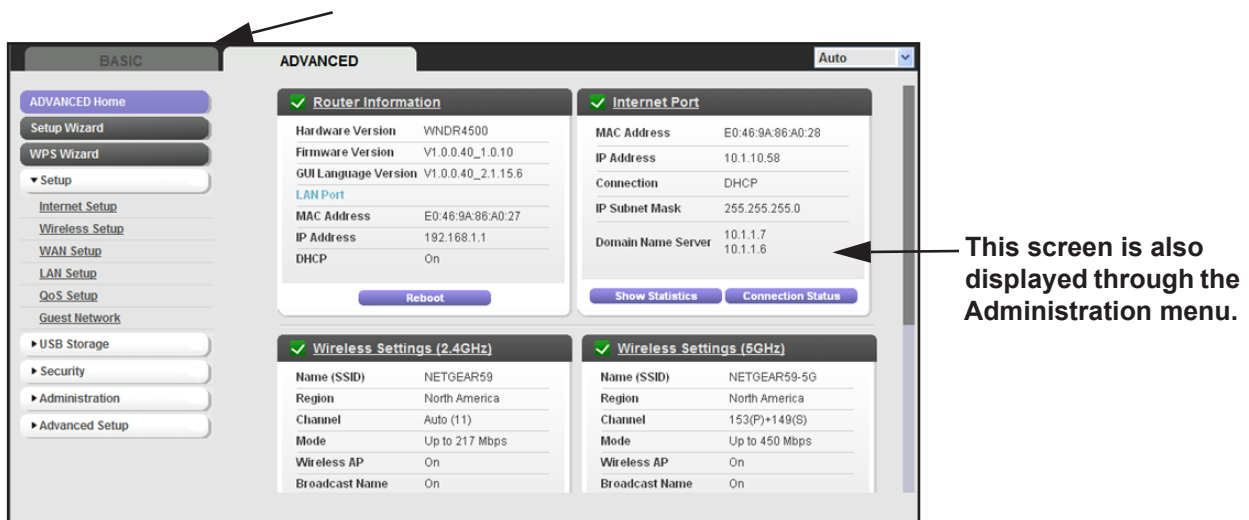 BASIC
ADVANCED
Auto
ADVANCED Home
Setup Wizard
WPS Wizard
Setup
Internet Setup
Wireless Setup
WAN Setup
LAN Setup
QoS Setup
Guest Network
USB Storage
Security
Administration
Advanced Setup
Router Information
Hardware Version WNDR4500
Firmware Version V1.0.0.40_1.0.10
GUI Language Version V1.0.0.40_2.1.15.6
LAN Port
MAC Address E0:46:9A:86:A0:27
IP Address 192.168.1.1
DHCP On
Reboot
Internet Port
MAC Address E0:46:9A:86:A0:28
IP Address 10.1.10.58
Connection DHCP
IP Subnet Mask 255.255.255.0
Domain Name Server 10.1.1.7
10.1.1.6
Show Statistics Connection Status
Wireless Settings (2.4GHz)
Name (SSID) NETGEAR59
Region North America
Channel Auto (11)
Mode Up to 217 Mbps
Wireless AP On
Broadcast Name On
Wireless Settings (5GHz)
Name (SSID) NETGEAR59-5G
Region North America
Channel 153(P)+149(S)
Mode Up to 450 Mbps
Wireless AP On
Broadcast Name On
This screen is also
displayed through the
Administration menu.